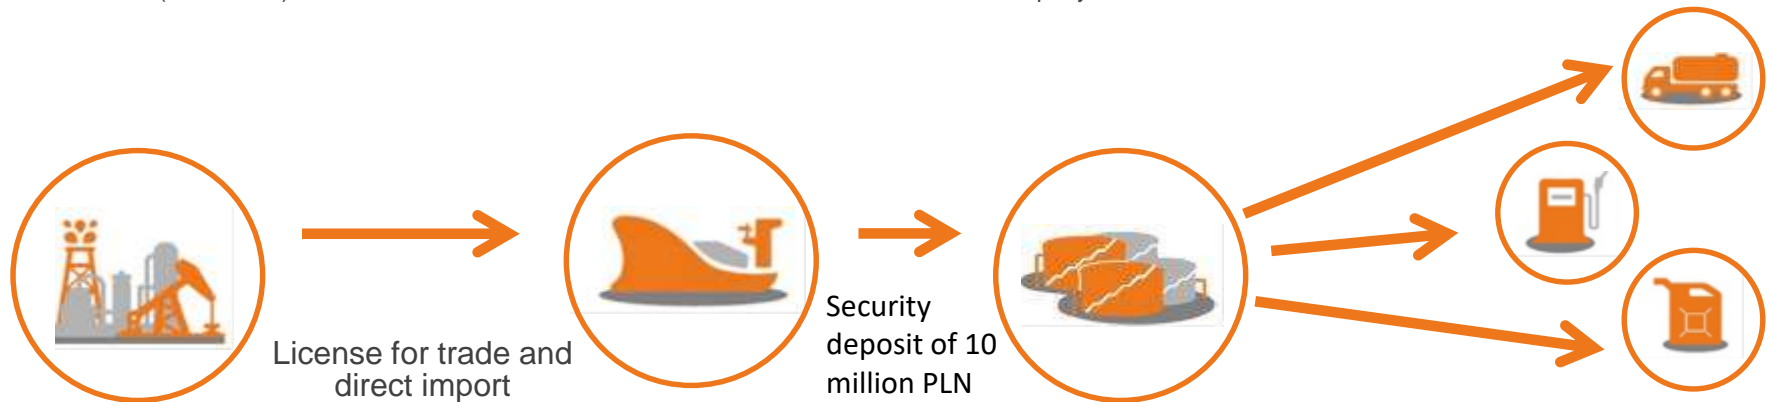 License for trade and
direct import
Security
deposit of 10
million PLN